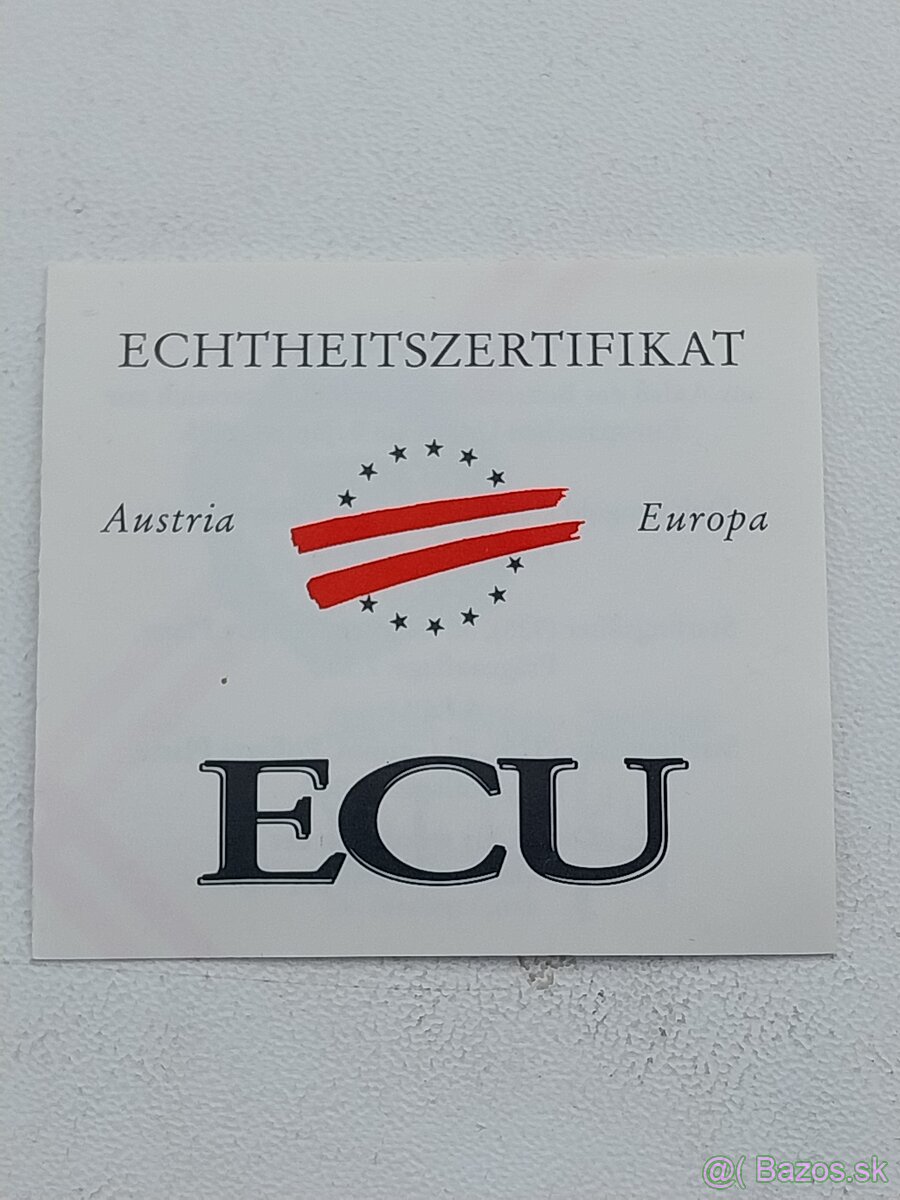 ECHTHEITSZERTIFIKAT
Austria Europa
ECU
@( Bazos.sk